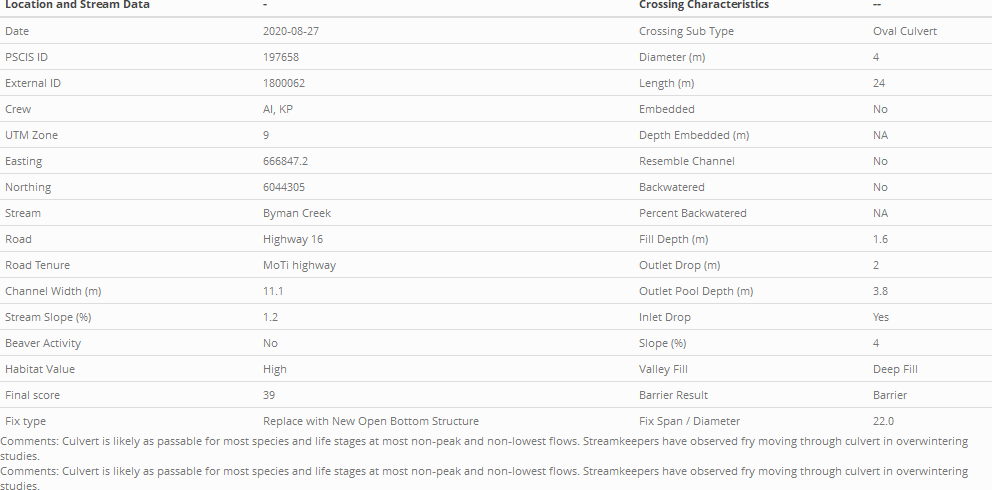 Location and Stream Data - Crossing Characteristics --
Date 2020-08-27 Crossing Sub Type Oval Culvert
PSCIS ID 197658 Diameter (m) 4
External ID 1800062 Length (m) 24
Crew AI, KP Embedded No
UTM Zone 9 Depth Embedded (m) NA
Easting 666847.2 Resemble Channel No
Northing 6044305 Backwatered No
Stream Byman Creek Percent Backwatered NA
Road Highway 16 Fill Depth (m) 1.6
Road Tenure MoTi highway Outlet Drop (m) 2
Channel Width (m) 11.1 Outlet Pool Depth (m) 3.8
Stream Slope (%) 1.2 Inlet Drop Yes
Beaver Activity No Slope (%) 4
Habitat Value High Valley Fill Deep Fill
Final score 39 Barrier Result Barrier
Fix type Replace with New Open Bottom Structure Fix Span / Diameter 22.0
Comments: Culvert is likely as passable for most species and life stages at most non-peak and non-lowest flows. Streamkeepers have observed fry moving through culvert in overwintering
studies.
Comments: Culvert is likely as passable for most species and life stages at most non-peak and non-lowest flows. Streamkeepers have observed fry moving through culvert in overwintering
studies.